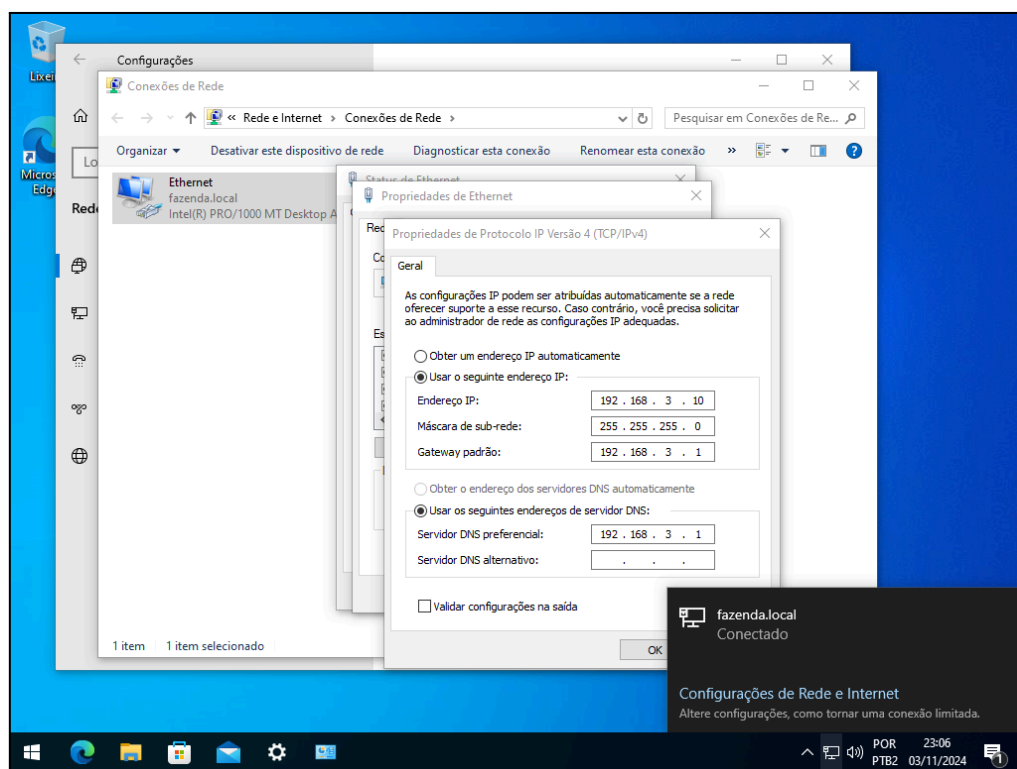 Configurações
Conexões de Rede
« Rede e Internet › Conexões de Rede ›
Pesquisar em Conexões de Re...
Organizar
Desativar este dispositivo de rede
Diagnosticar esta conexão
Renomear esta conexão
»
Ethernet
fazenda.local
Intel(R) PRO/1000 MT Desktop A
Status de Ethernet
Propriedades de Ethernet
Propriedades de Protocolo IP Versão 4 (TCP/IPv4)
Geral
As configurações IP podem ser atribuídas automaticamente se a rede
oferecer suporte a esse recurso. Caso contrário, você precisa solicitar
ao administrador de rede as configurações IP adequadas.
Obter um endereço IP automaticamente
Usar o seguinte endereço IP:
Endereço IP: 192 . 168 . 3 . 10
Máscara de sub-rede: 255 . 255 . 255 . 0
Gateway padrão: 192 . 168 . 3 . 1
Obter o endereço dos servidores DNS automaticamente
Usar os seguintes endereços de servidor DNS:
Servidor DNS preferencial: 192 . 168 . 3 . 1
Servidor DNS alternativo: . . .
Validar configurações na saída
OK
1 item
1 item selecionado
fazenda.local
Conectado
Configurações de Rede e Internet
Altere configurações, como tornar uma conexão limitada.
POR
PTB2
23:06
03/11/2024
1